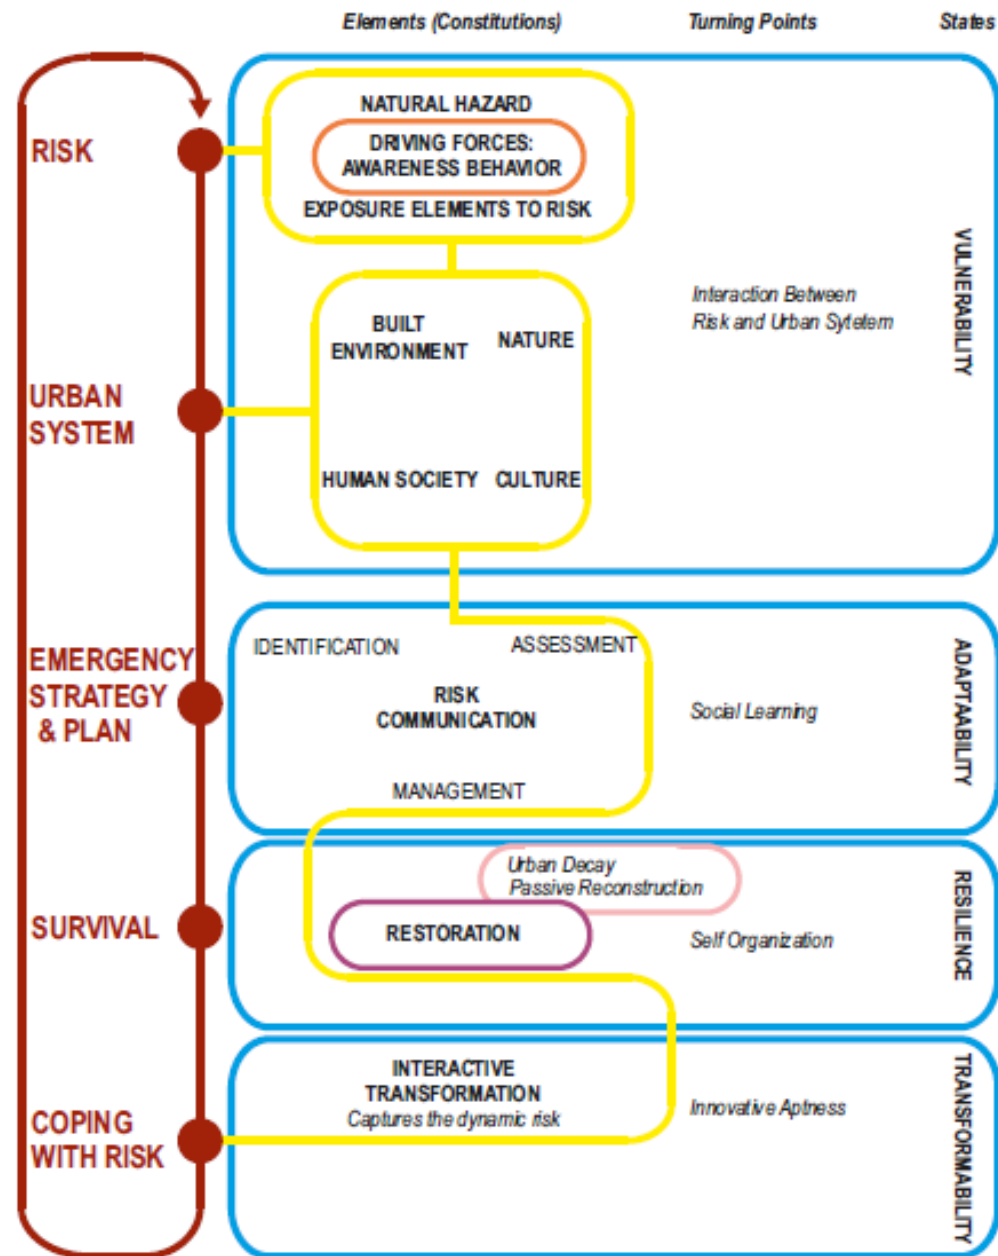 Elements (Constitutions)
Turning Points
States
RISK
NATURAL HAZARD
DRIVING FORCES:
AWARENESS BEHAVIOR
EXPOSURE ELEMENTS TO RISK
URBAN
SYSTEM
BUILT
ENVIRONMENT
NATURE
HUMAN SOCIETY
CULTURE
Interaction Between
Risk and Urban Sytetem
VULNERABILITY
EMERGENCY
STRATEGY
& PLAN
IDENTIFICATION
ASSESSMENT
RISK
COMMUNICATION
MANAGEMENT
Social Learning
ADAPTAABILITY
SURVIVAL
Urban Decay
Passive Reconstruction
RESTORATION
Self Organization
RESILIENCE
COPING
WITH RISK
INTERACTIVE
TRANSFORMATION
Captures the dynamic risk
Innovative Aptness
TRANSFORMABILITY